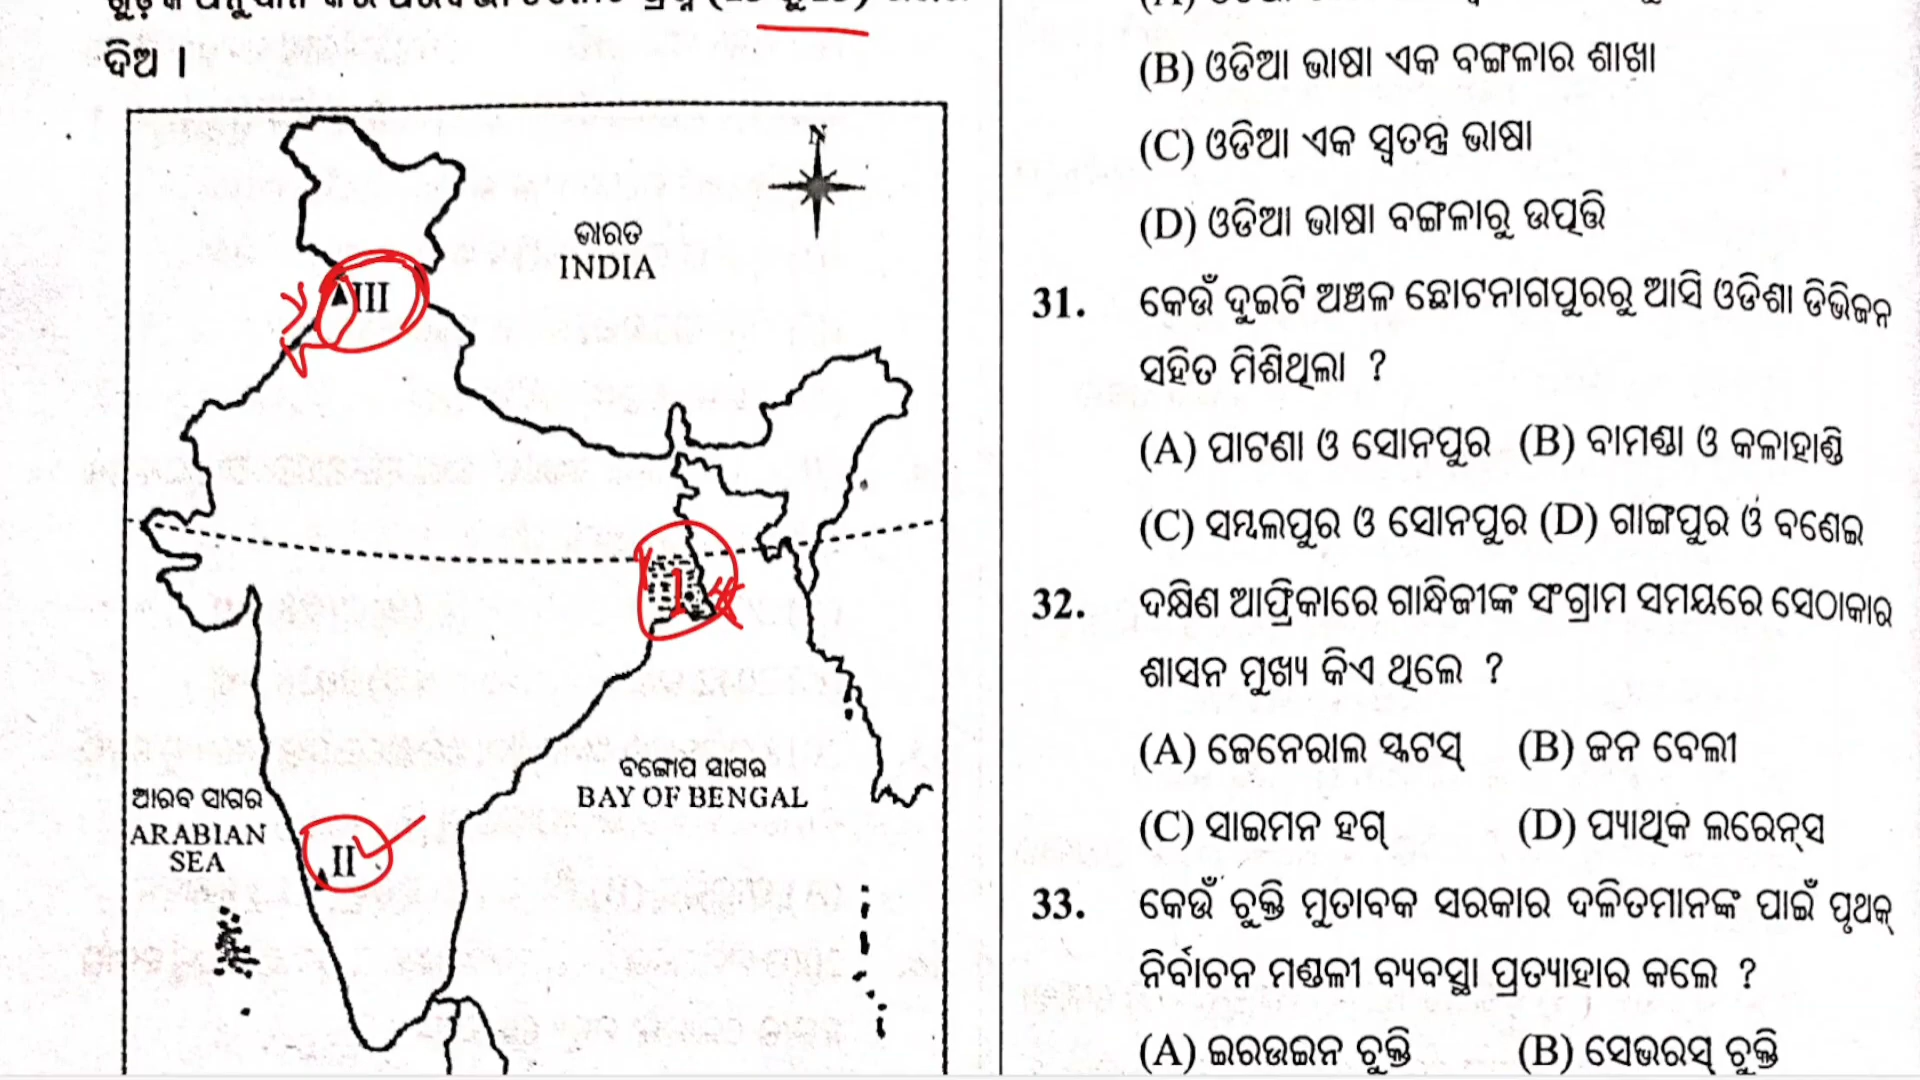 ଦିଅ ।
N
ଭାରତ
INDIA
III
I
ବଙ୍ଗୋପ ସାଗର
BAY OF BENGAL
ଆରବ ସାଗର
ARABIAN
SEA
II
(B) ଓଡିଆ ଭାଷା ଏକ ବଙ୍ଗଳାର ଶାଖା
(C) ଓଡିଆ ଏକ ସ୍ଵତନ୍ତ୍ର ଭାଷା
(D) ଓଡିଆ ଭାଷା ବଙ୍ଗଳାରୁ ଉତ୍ପତ୍ତି
31. କେଉଁ ଦୁଇଟି ଅଞ୍ଚଳ ଛୋଟନାଗପୁରରୁ ଆସି ଓଡିଶା ଡିଭିଜନ
ସହିତ ମିଶିଥିଲା ?
(A) ପାଟଣା ଓ ସୋନପୁର (B) ବାମଣ୍ଡା ଓ କଳାହାଣ୍ଡି
(C) ସମ୍ବଲପୁର ଓ ସୋନପୁର (D) ଗାଙ୍ଗପୁର ଓ ବଣେଇ
32. ଦକ୍ଷିଣ ଆଫ୍ରିକାରେ ଗାନ୍ଧିଜୀଙ୍କ ସଂଗ୍ରାମ ସମୟରେ ସେଠାକାର
ଶାସନ ମୁଖ୍ୟ କିଏ ଥିଲେ ?
(A) ଜେନେରାଲ ସ୍କଟସ୍ (B) ଜନ ବେଲୀ
(C) ସାଇମନ ହଗ୍ (D) ପ୍ୟାଥିକ ଲରେନ୍ସ
33. କେଉଁ ଚୁକ୍ତି ମୁତାବକ ସରକାର ଦଳିତମାନଙ୍କ ପାଇଁ ପୃଥକ୍
ନିର୍ବାଚନ ମଣ୍ଡଳୀ ବ୍ୟବସ୍ଥା ପ୍ରତ୍ୟାହାର କଲେ ?
(A) ଇରଉଇନ ଚୁକ୍ତି (B) ସେଭରସ୍ ଚୁକ୍ତି